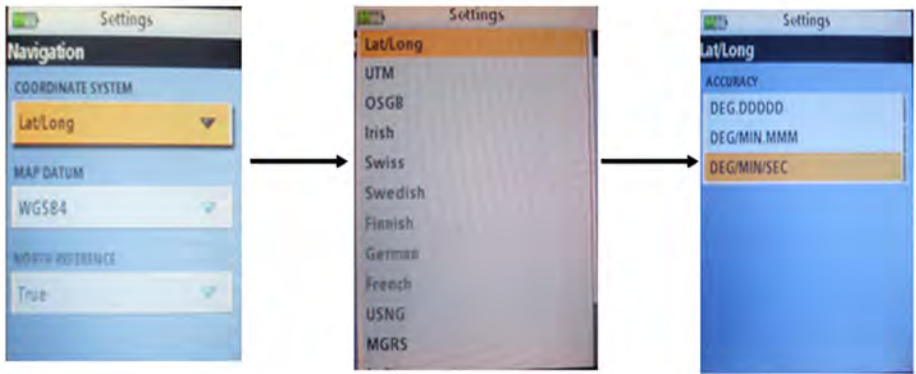 Settings
Navigation
COORDINATE SYSTEM
Lat/Long
MAP DATUM
WGS84
NORTH REFERENCE
True
Settings
Lat/Long
UTM
OSGB
Irish
Swiss
Swedish
Finnish
German
French
USNG
MGRS
Settings
Lat/Long
ACCURACY
DEG.DDDDD
DEG/MIN.MMM
DEG/MIN/SEC